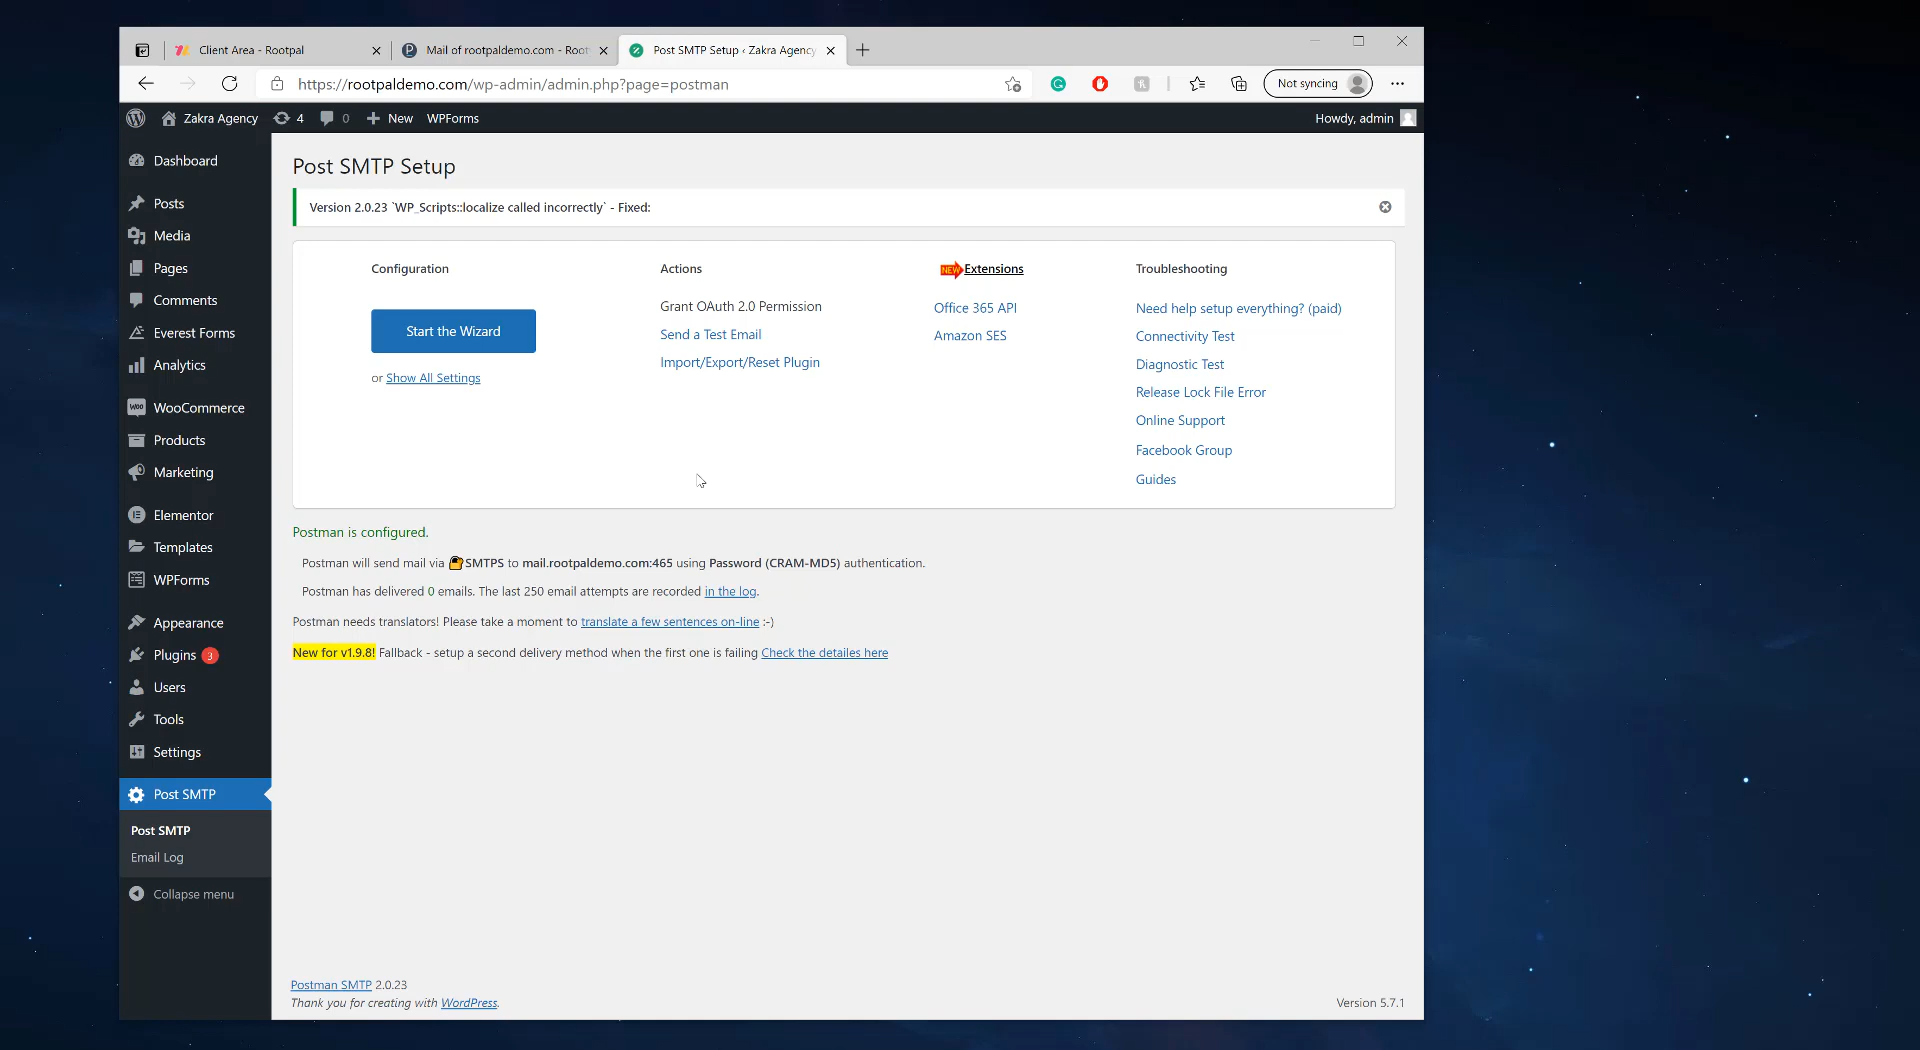 Client Area - Rootpal
Mail of rootpaldemo.com - Root
Post SMTP Setup ‹ Zakra Agency
https://rootpaldemo.com/wp-admin/admin.php?page=postman
Not syncing
Zakra Agency
4
0
New
WPForms
Howdy, admin
Dashboard
Posts
Media
Pages
Comments
Everest Forms
Analytics
WooCommerce
Products
Marketing
Elementor
Templates
WPForms
Appearance
Plugins 3
Users
Tools
Settings
Post SMTP
Post SMTP
Email Log
Collapse menu
Post SMTP Setup
Version 2.0.23 `WP_Scripts::localize called incorrectly` - Fixed:
Configuration
Start the Wizard
or Show All Settings
Actions
Grant OAuth 2.0 Permission
Send a Test Email
Import/Export/Reset Plugin
NEW Extensions
Office 365 API
Amazon SES
Troubleshooting
Need help setup everything? (paid)
Connectivity Test
Diagnostic Test
Release Lock File Error
Online Support
Facebook Group
Guides
Postman is configured.
Postman will send mail via SMTPS to mail.rootpaldemo.com:465 using Password (CRAM-MD5) authentication.
Postman has delivered 0 emails. The last 250 email attempts are recorded in the log.
Postman needs translators! Please take a moment to translate a few sentences on-line :-)
New for v1.9.8! Fallback - setup a second delivery method when the first one is failing Check the detailes here
Postman SMTP 2.0.23
Thank you for creating with WordPress.
Version 5.7.1